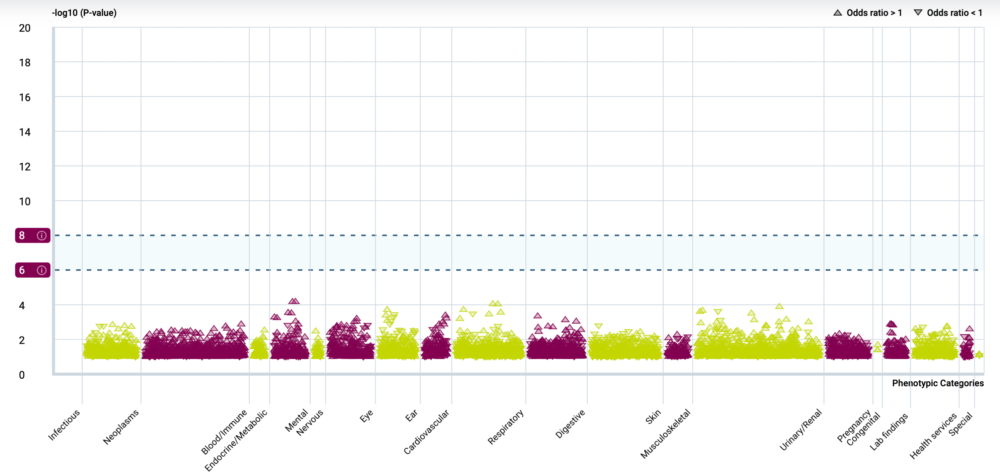 -log10 (P-value)
Odds ratio > 1
Odds ratio < 1
20
18
16
14
12
10
8
6
4
2
0
Phenotypic Categories
Infectious
Neoplasms
Blood/Immune
Endocrine/Metabolic
Mental
Nervous
Eye
Ear
Cardiovascular
Respiratory
Digestive
Skin
Musculoskeletal
Urinary/Renal
Pregnancy
Congenital
Lab findings
Health services
Special